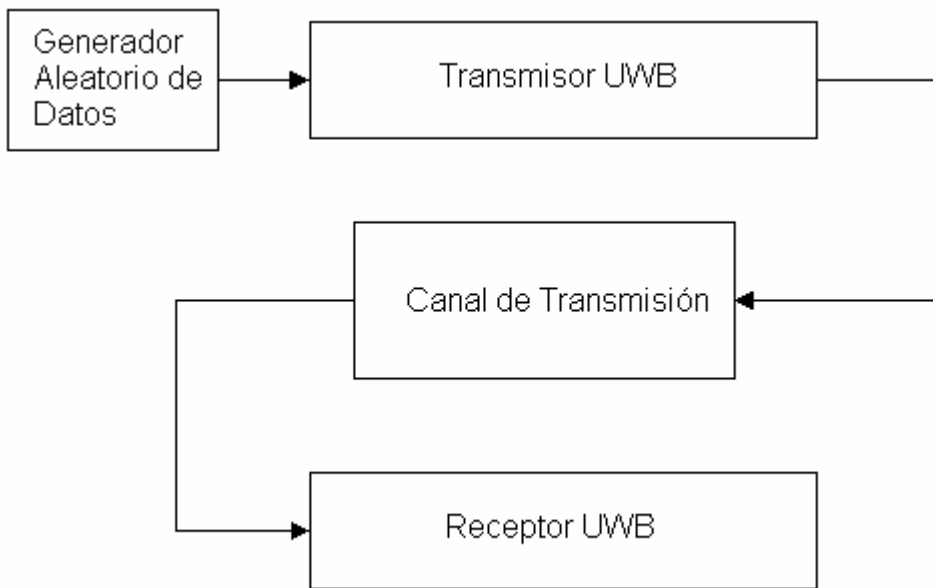 Generador
Aleatorio de
Datos
Transmisor UWB
Canal de Transmisión
Receptor UWB